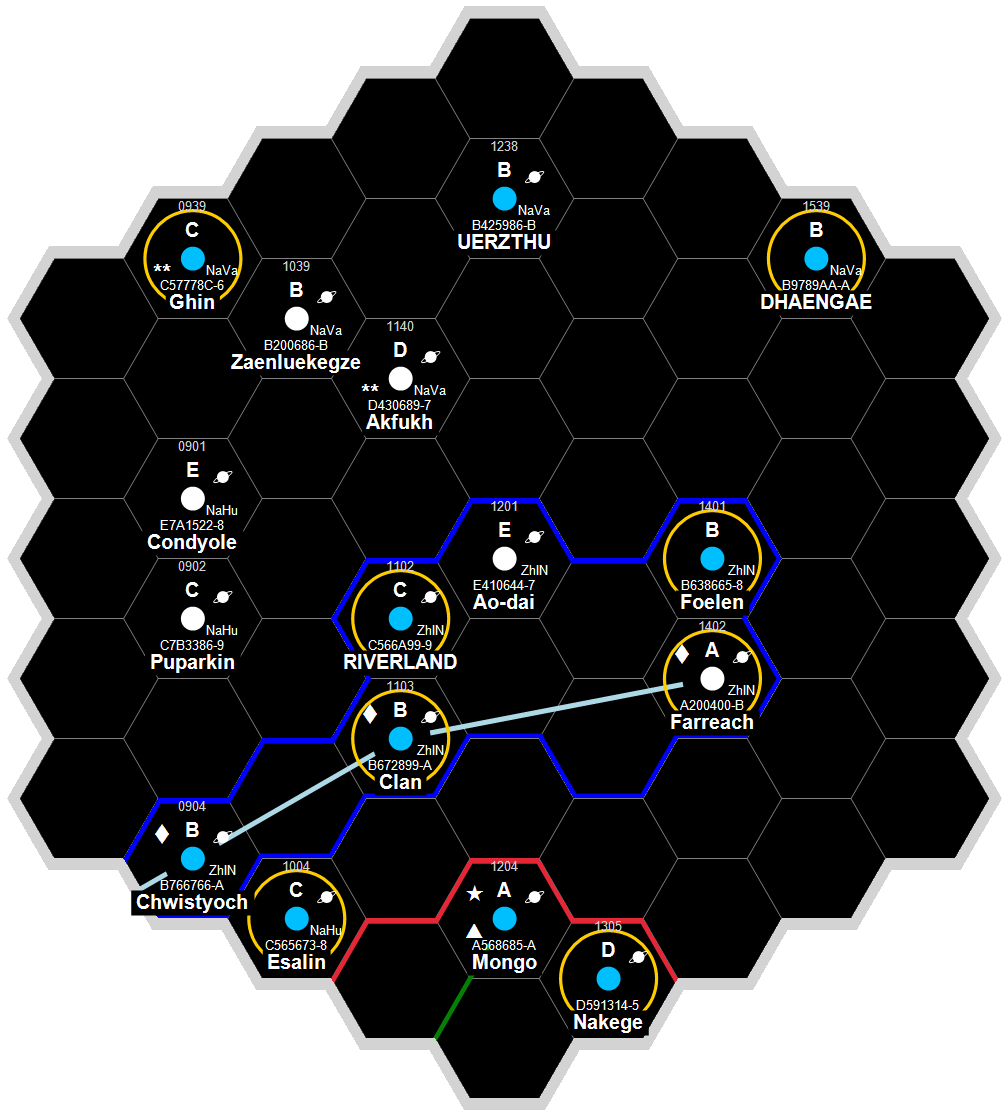 1238
B
NaVa
B425986-B
UERZTHU
0939
C
** NaVa
C57778C-6
Ghin
1539
B
NaVa
B9789AA-A
DHAENGAE
1039
B
NaVa
B200686-B
Zaenluekegze
1140
D
** NaVa
D430689-7
Akfukh
0901
E
NaHu
E7A1522-8
Condyole
1201
E
ZhIN
E410644-7
Ao-dai
1401
B
ZhIN
B638665-8
Foelen
0902
C
NaHu
C7B3386-9
Puparkin
1102
C
ZhIN
C566A99-9
RIVERLAND
1402
A
ZhIN
A200400-B
Farreach
1103
B
ZhIN
B672899-A
Clan
0904
B
ZhIN
B766766-A
Chwistyoch
1004
C
NaHu
C565673-8
Esalin
1204
A
A568685-A
Mongo
1305
D
D591314-5
Nakege